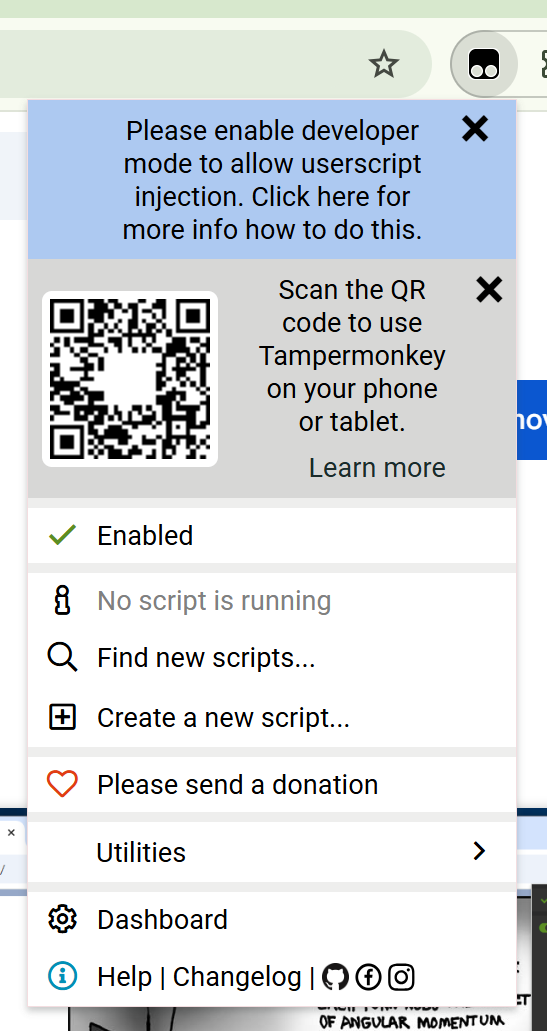 Please enable developer
mode to allow userscript
injection. Click here for
more info how to do this.
Scan the QR
code to use
Tampermonkey
on your phone
or tablet.
Learn more
Enabled
No script is running
Find new scripts...
Create a new script...
Please send a donation
Utilities
Dashboard
Help | Changelog |
OF ANGULAR MOMENTUM